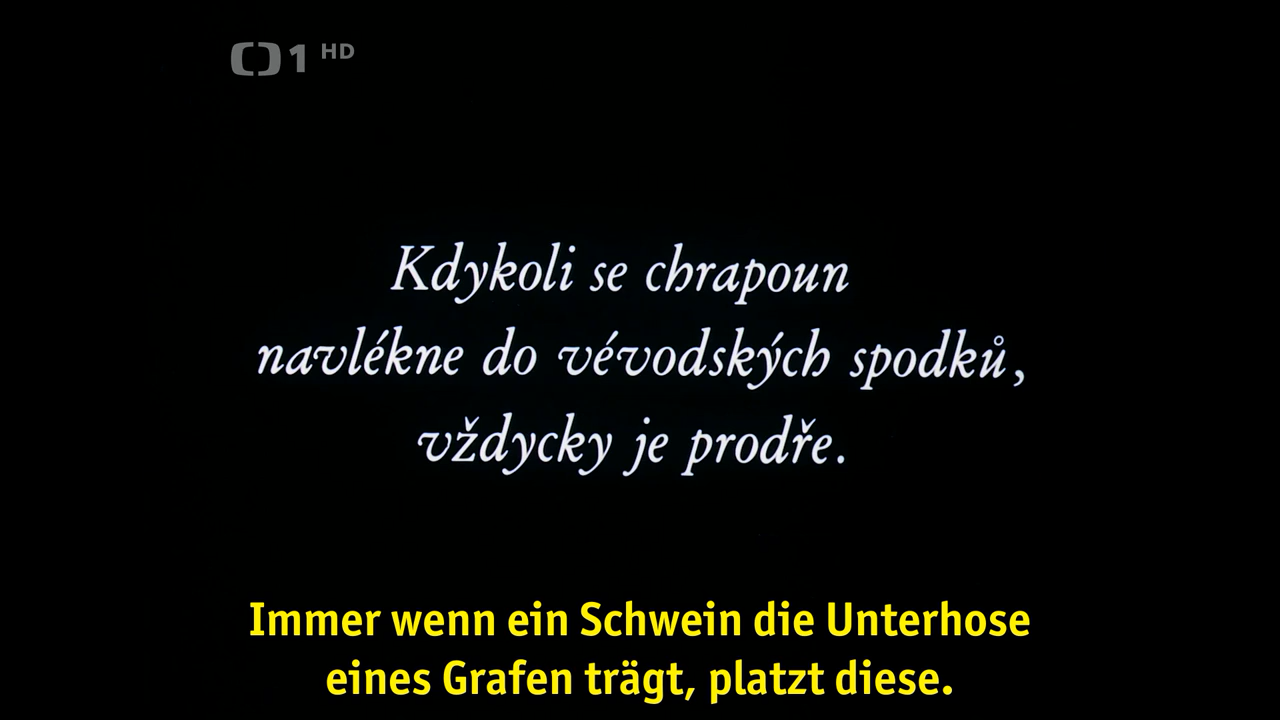 1 HD
Kdykoli se chrapoun
navlékne do vévodských spodků,
vždycky je prodře.
Immer wenn ein Schwein die Unterhose
eines Grafen trägt, platzt diese.